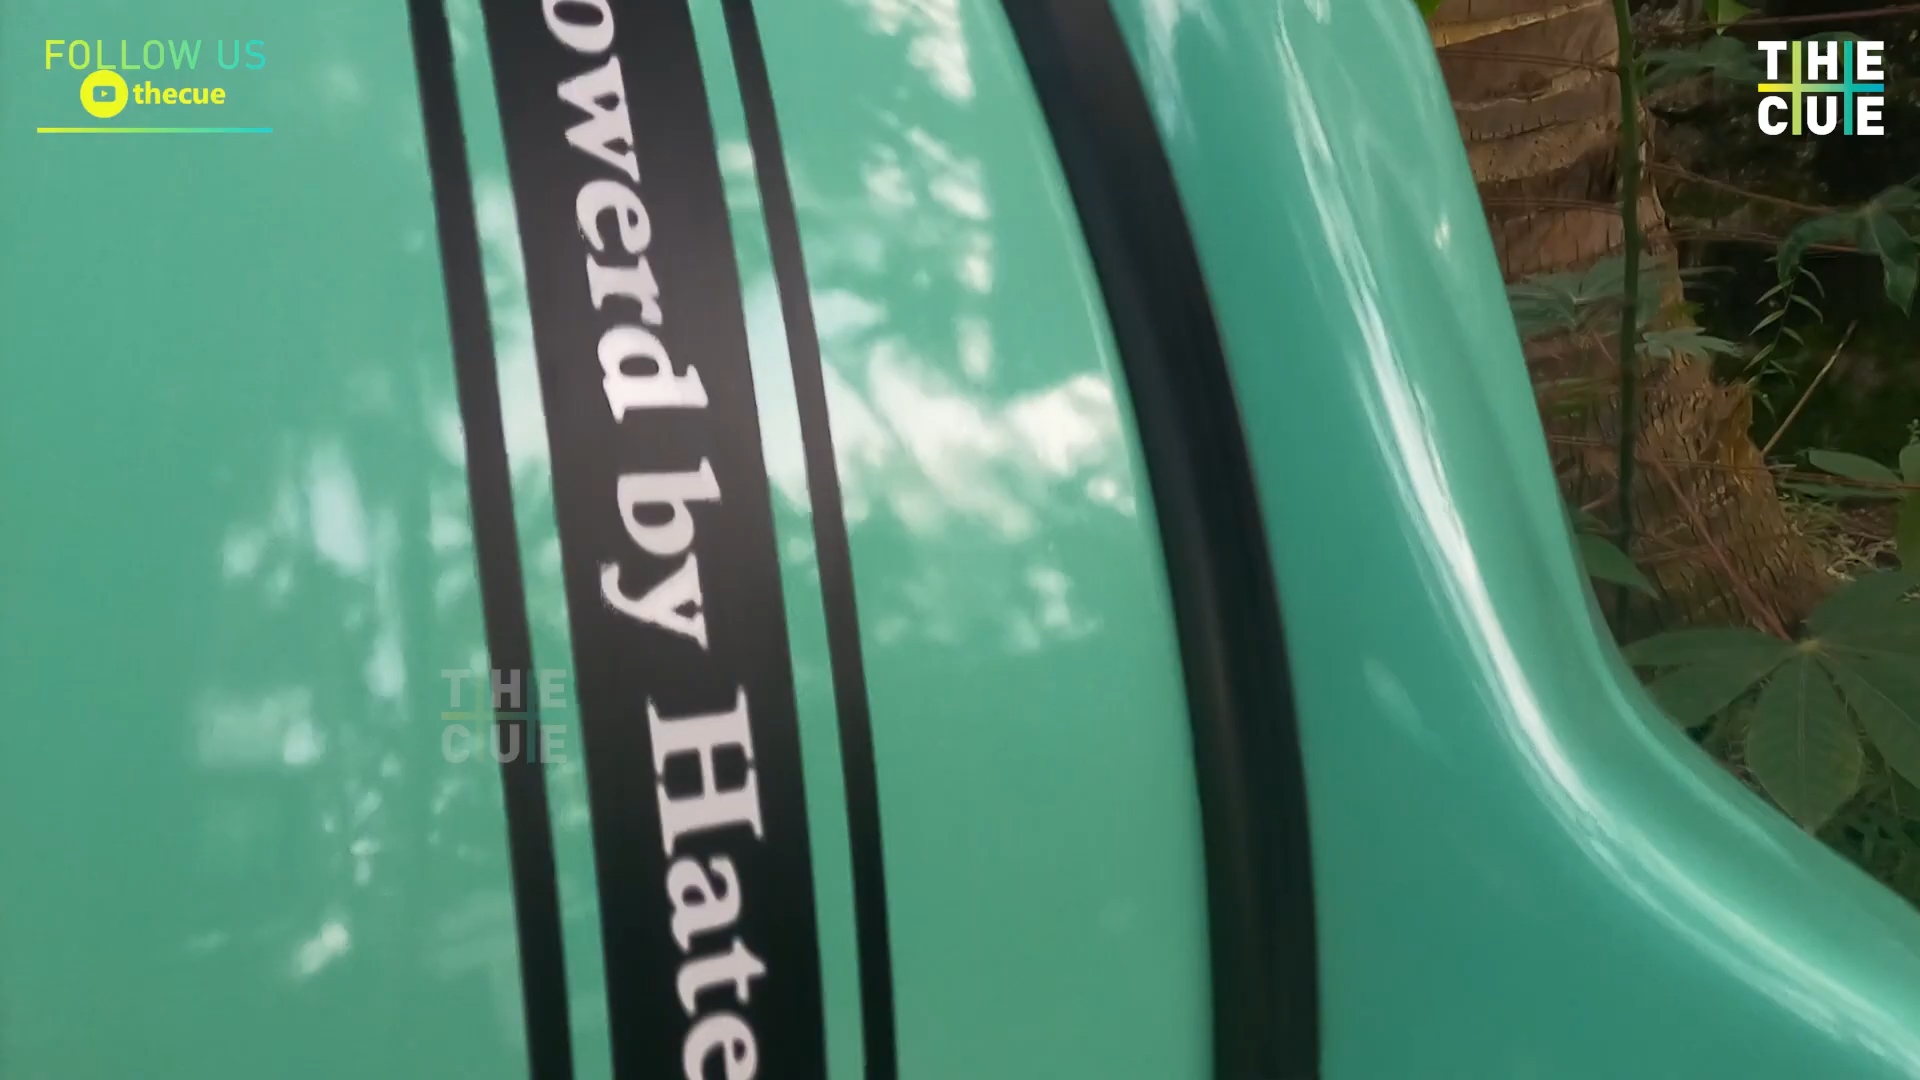 FOLLOW US
thecue
THE
CUE
owerd by Hate
THE
CUE